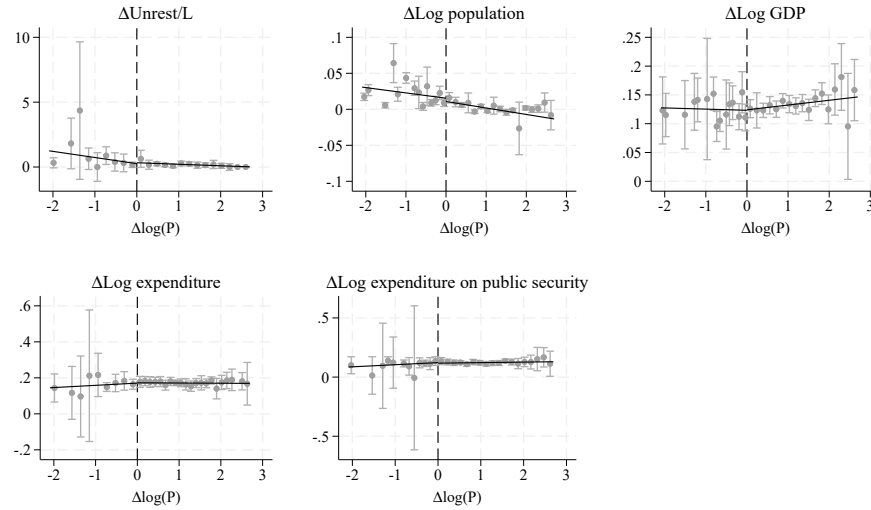 ΔUnrest/L
10
5
0
-2 -1 0 1 2 3
Δlog(P)
ΔLog population
.1
.05
0
-.05
-.1
-2 -1 0 1 2 3
Δlog(P)
ΔLog GDP
.25
.2
.15
.1
.05
0
-2 -1 0 1 2 3
Δlog(P)
ΔLog expenditure
.6
.4
.2
0
-.2
-2 -1 0 1 2 3
Δlog(P)
ΔLog expenditure on public security
.5
0
-.5
-2 -1 0 1 2 3
Δlog(P)